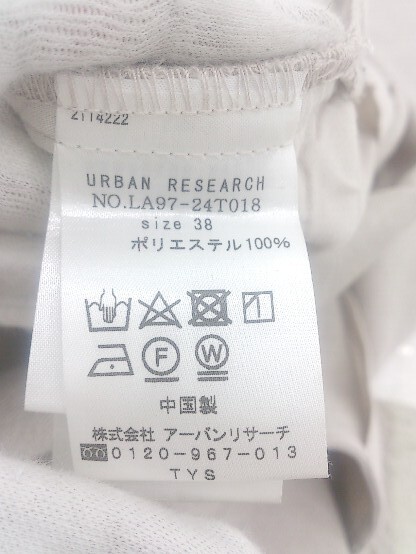 2114222
URBAN RESEARCH
NO.LA97-24T018
size 38
ポリエステル100%
F W
中国製
株式会社 アーバンリサーチ
0120-967-013
TYS